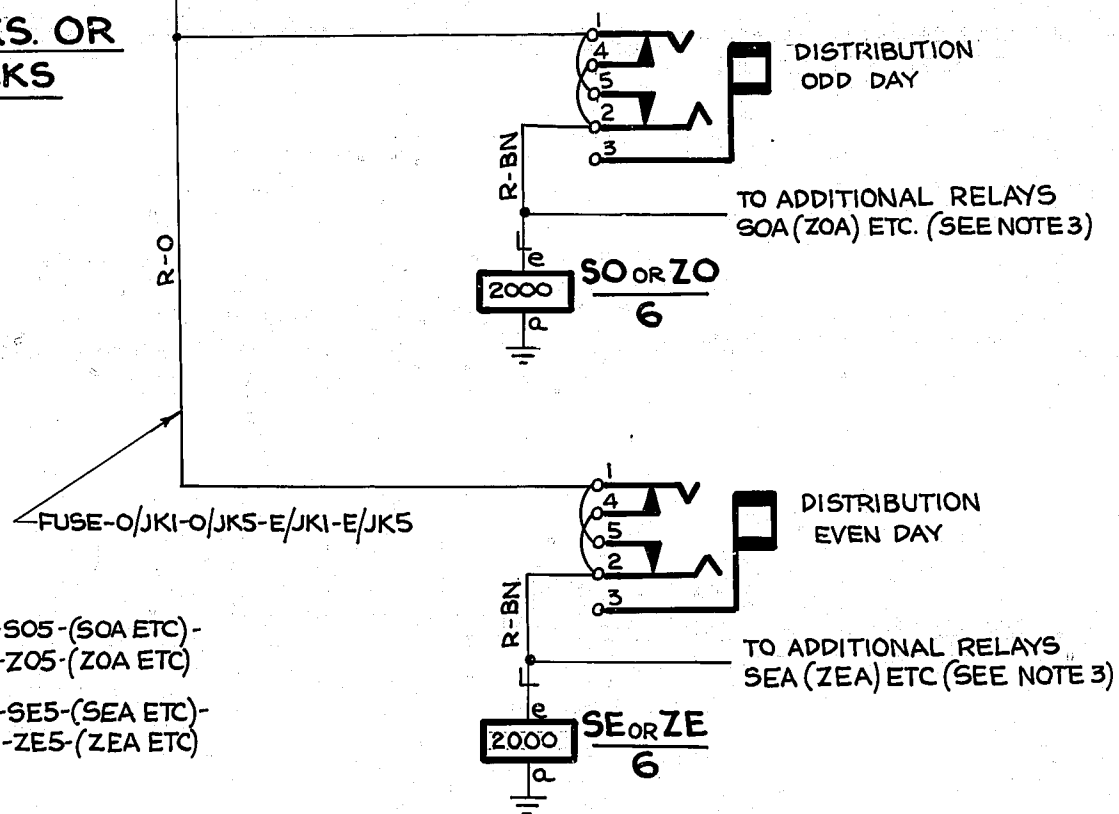 S. OR
KS
1
4
5
2
3
DISTRIBUTION
ODD DAY
R-BN
TO ADDITIONAL RELAYS
SOA (ZOA) ETC. (SEE NOTE 3)
R-O
e
2000
a
SO OR ZO
6
FUSE-O/JK1-O/JK5-E/JK1-E/JK5
1
4
5
2
3
DISTRIBUTION
EVEN DAY
R-BN
TO ADDITIONAL RELAYS
SEA (ZEA) ETC (SEE NOTE 3)
-SO5-(SOA ETC)-
-ZO5-(ZOA ETC)
-SE5-(SEA ETC)-
-ZE5-(ZEA ETC)
e
2000
a
SE OR ZE
6